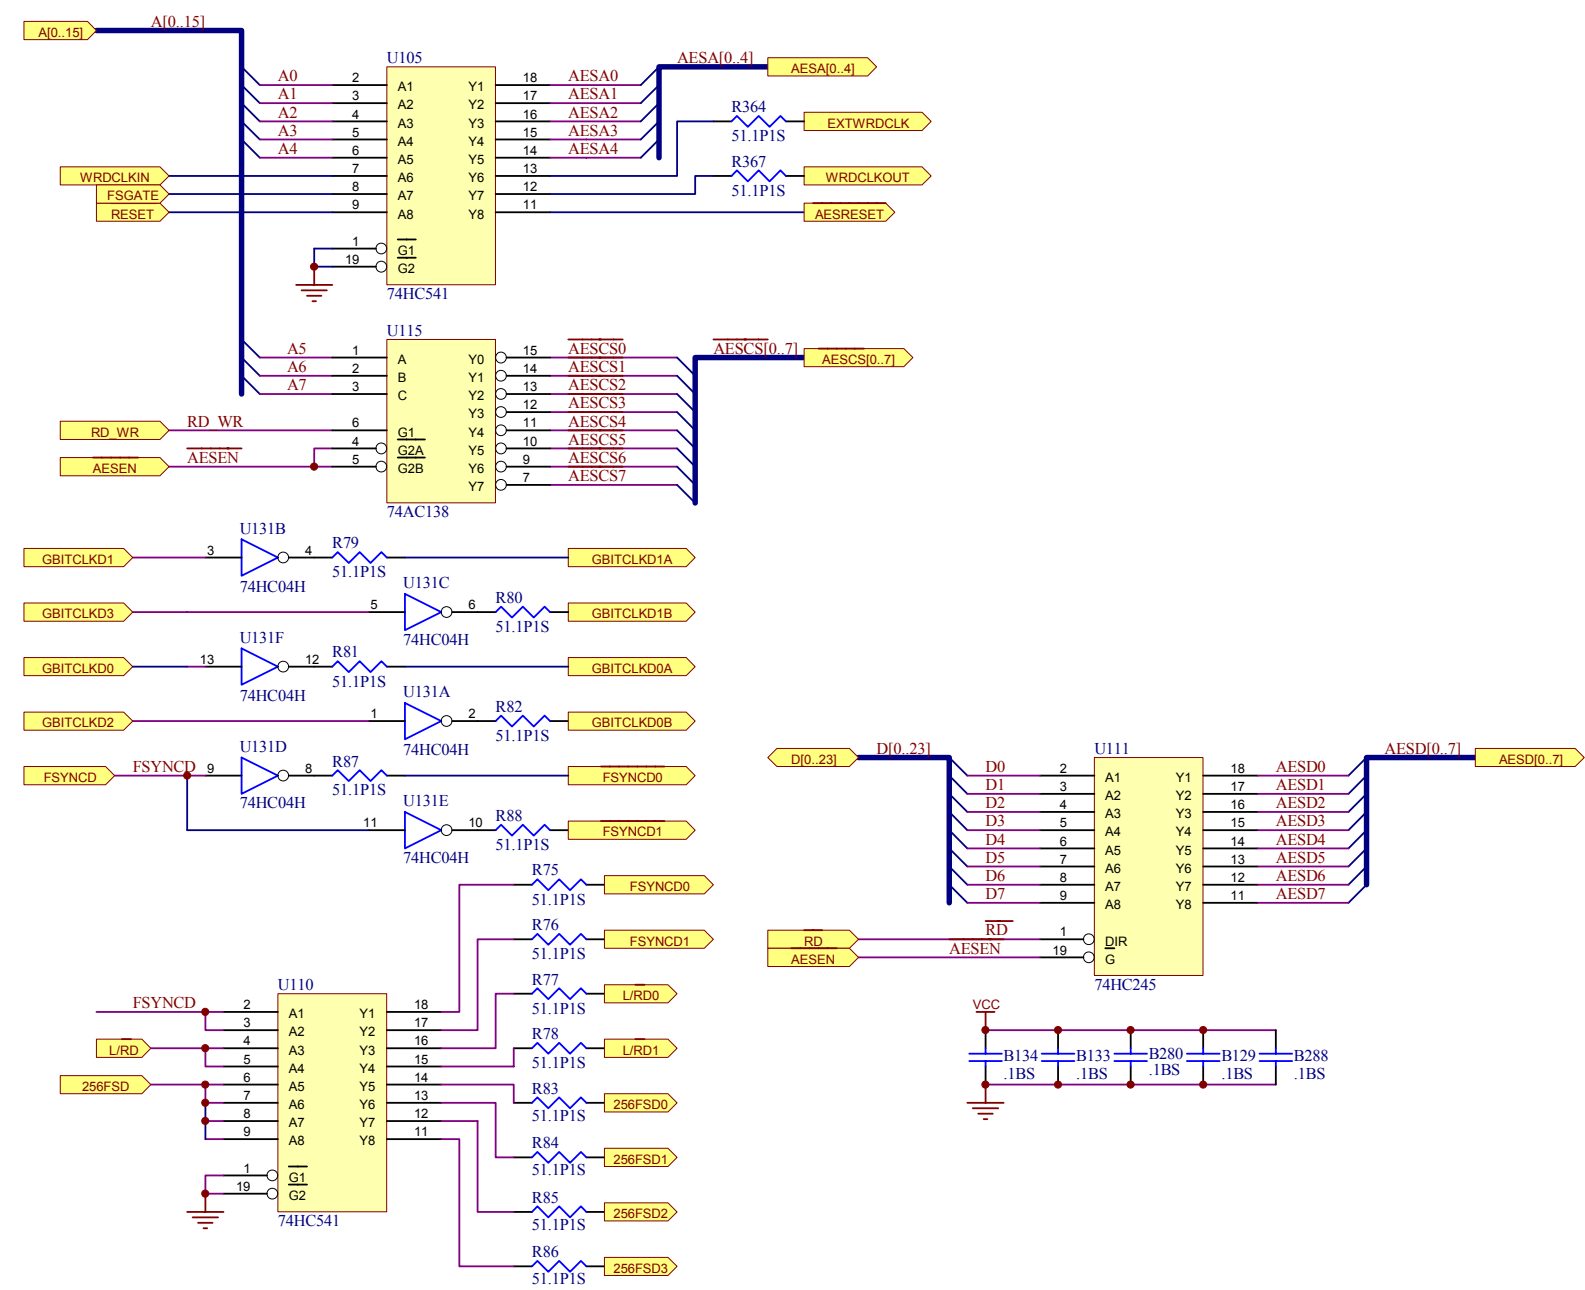 A[0..15]
A[0..15]
U105
A0 2 A1 Y1 18 AESA0
A1 3 A2 Y2 17 AESA1
A2 4 A3 Y3 16 AESA2
A3 5 A4 Y4 15 AESA3
A4 6 A5 Y5 14 AESA4
WRDCLKIN 7 A6 Y6 13
FSGATE 8 A7 Y7 12
RESET 9 A8 Y8 11 AESRESET
1 G1
19 G2
74HC541
AESA[0..4] AESA[0..4]
R364
51.1P1S EXTWRDCLK
R367
51.1P1S WRDCLKOUT
U115
A5 1 A Y0 15 AESCS0
A6 2 B Y1 14 AESCS1
A7 3 C Y2 13 AESCS2
Y3 12 AESCS3
RD_WR RD_WR 6 G1 Y4 11 AESCS4
4 G2A Y5 10 AESCS5
AESEN AESEN 5 G2B Y6 9 AESCS6
Y7 7 AESCS7
74AC138
AESCS[0..7] AESCS[0..7]
U131B
GBITCLKD1 3 4 R79 GBITCLKD1A
74HC04H 51.1P1S
U131C
GBITCLKD3 5 6 R80 GBITCLKD1B
74HC04H 51.1P1S
U131F
GBITCLKD0 13 12 R81 GBITCLKD0A
74HC04H 51.1P1S
U131A
GBITCLKD2 1 2 R82 GBITCLKD0B
74HC04H 51.1P1S
U131D
FSYNCD FSYNCD 9 8 R87 FSYNCD0
74HC04H 51.1P1S
U131E
11 10 R88 FSYNCD1
74HC04H 51.1P1S
U110
FSYNCD 2 A1 Y1 18
3 A2 Y2 17
L/RD 4 A3 Y3 16
5 A4 Y4 15
256FSD 6 A5 Y5 14
7 A6 Y6 13
8 A7 Y7 12
9 A8 Y8 11
1 G1
19 G2
74HC541
R75
51.1P1S FSYNCD0
R76
51.1P1S FSYNCD1
R77
51.1P1S L/RD0
R78
51.1P1S L/RD1
R83
51.1P1S 256FSD0
R84
51.1P1S 256FSD1
R85
51.1P1S 256FSD2
R86
51.1P1S 256FSD3
D[0..23] D[0..23]
U111
D0 2 A1 Y1 18 AESD0
D1 3 A2 Y2 17 AESD1
D2 4 A3 Y3 16 AESD2
D3 5 A4 Y4 15 AESD3
D4 6 A5 Y5 14 AESD4
D5 7 A6 Y6 13 AESD5
D6 8 A7 Y7 12 AESD6
D7 9 A8 Y8 11 AESD7
RD RD 1 DIR
AESEN AESEN 19 G
74HC245
AESD[0..7] AESD[0..7]
VCC
B134 B133 B280 B129 B288
.1BS .1BS .1BS .1BS .1BS